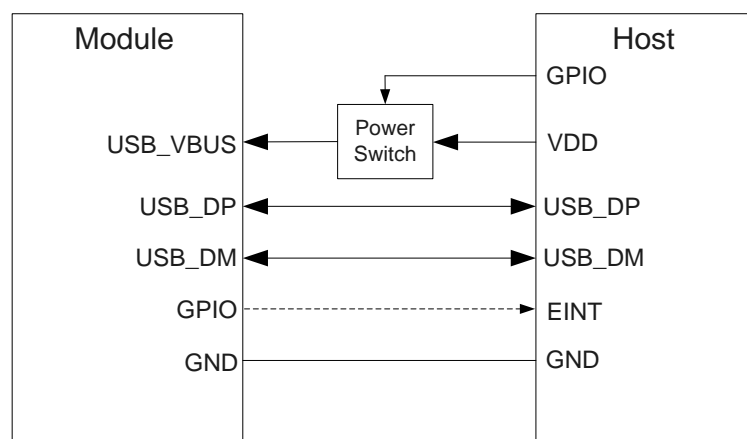 Module
Host
GPIO
Power
Switch
USB_VBUS
VDD
USB_DP
USB_DP
USB_DM
USB_DM
GPIO
EINT
GND
GND